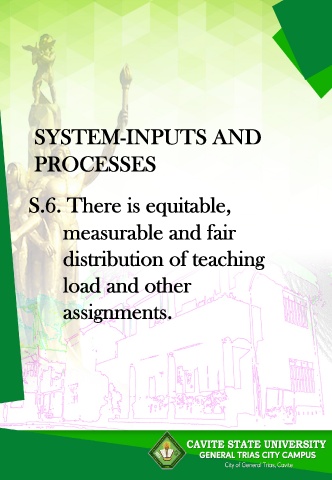 SYSTEM-INPUTS AND
PROCESSES
S.6. There is equitable,
measurable and fair
distribution of teaching
load and other
assignments.
CAVITE STATE UNIVERSITY
GENERAL TRIAS CITY CAMPUS
City of General Trias, Cavite